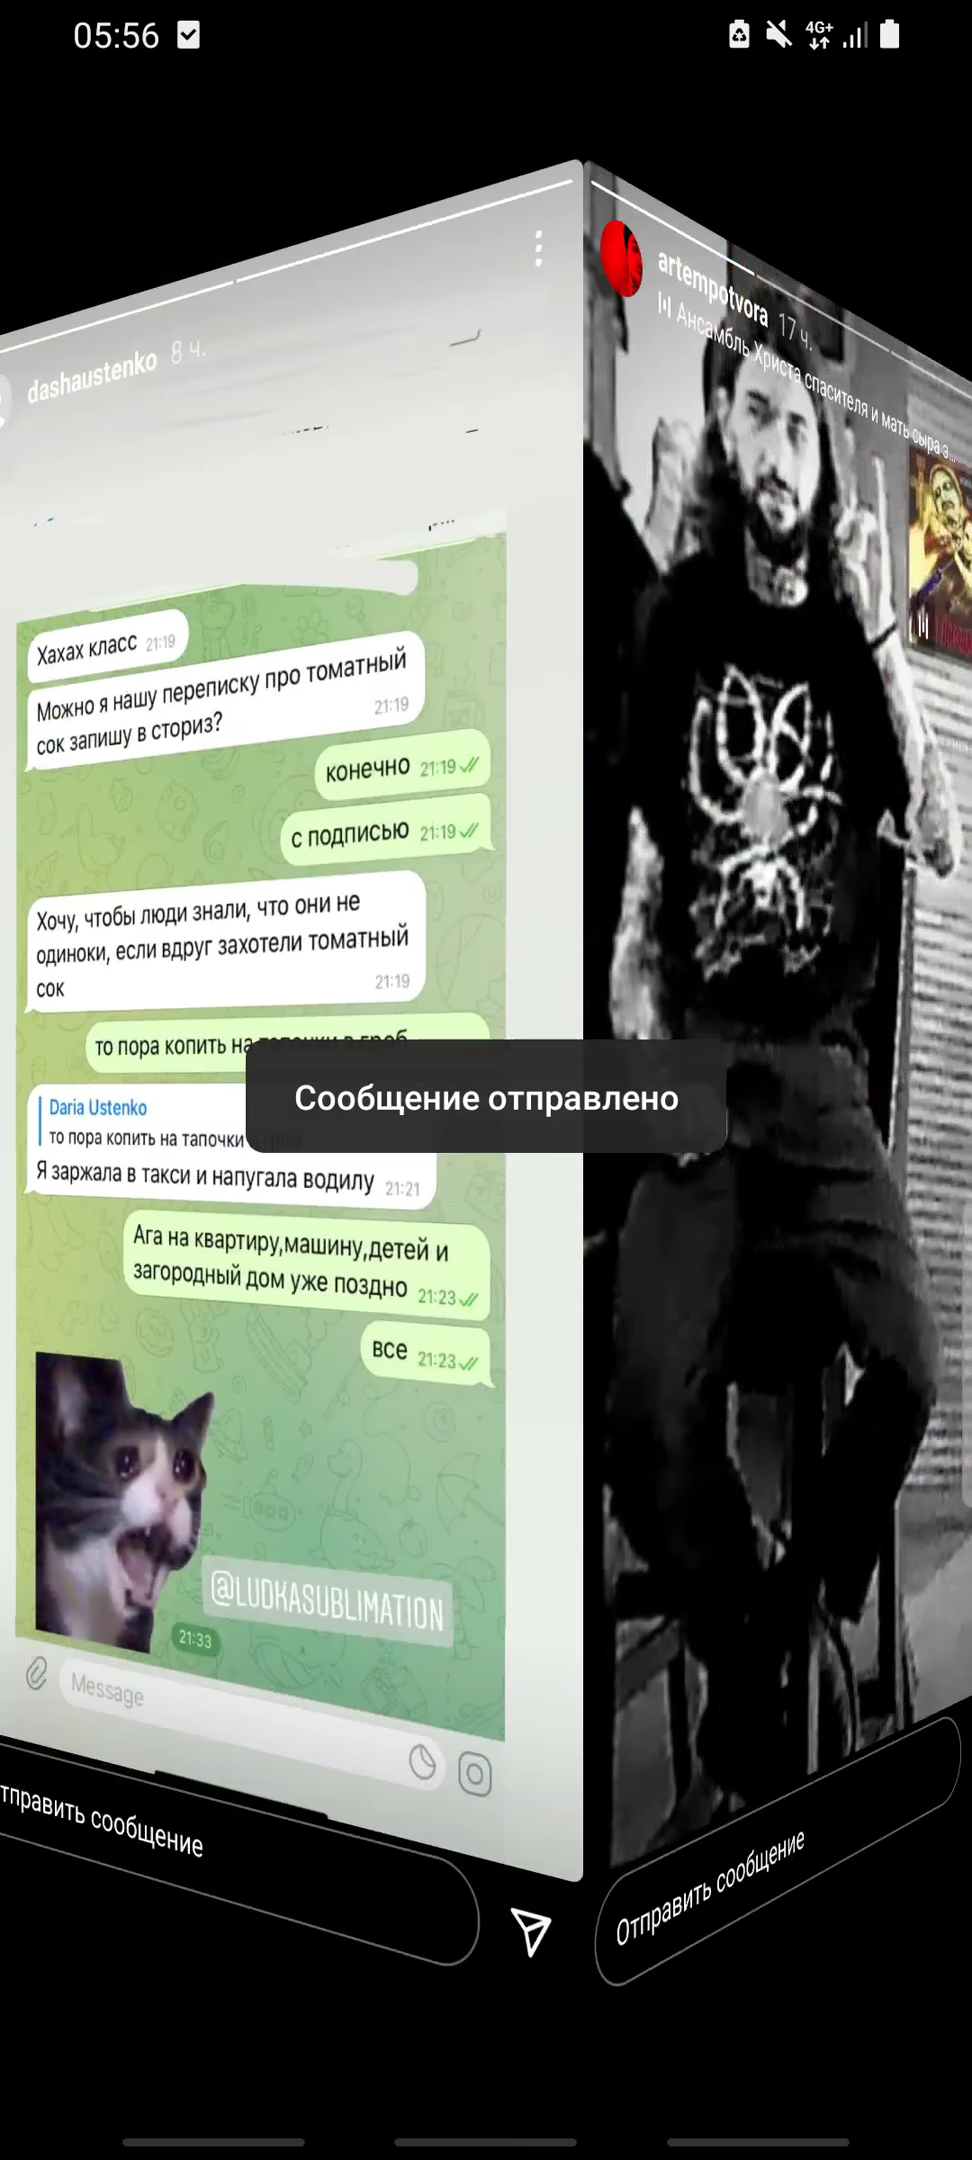 05:56
4G+
dashaustenko 8 ч.
Хахах класс 21:19
Можно я нашу переписку про томатный
сок запишу в сториз? 21:19
конечно 21:19
с подписью 21:19
Хочу, чтобы люди знали, что они не
одиноки, если вдруг захотели томатный
сок 21:19
то пора копить на тапочки в гроб
Daria Ustenko
то пора копить на тапочки в гроб
Я заржала в такси и напугала водилу 21:21
Ага на квартиру,машину,детей и
загородный дом уже поздно 21:23
все 21:23
@LUDKASUBLIMATION
21:33
Message
тправить сообщение
Сообщение отправлено
artempotvora 17 ч.
Ансамбль Христа спасителя и мать сыра з...
Отправить сообщение